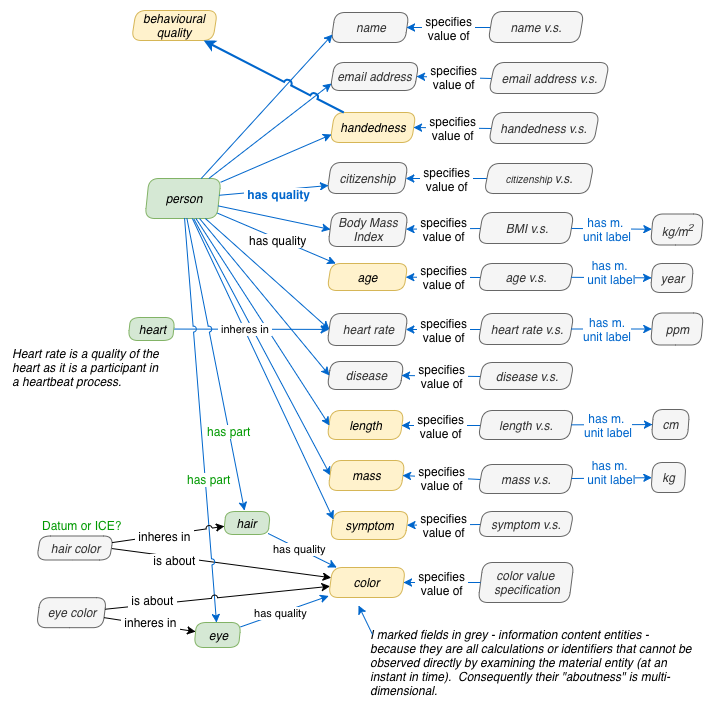 behavioural
quality
name
specifies
value of
name v.s.
email address
specifies
value of
email address v.s.
handedness
specifies
value of
handedness v.s.
person
has quality
citizenship
specifies
value of
citizenship v.s.
Body Mass
Index
specifies
value of
BMI v.s.
has m.
unit label
kg/m²
has quality
age
specifies
value of
age v.s.
has m.
unit label
year
heart
inheres in
heart rate
specifies
value of
heart rate v.s.
has m.
unit label
ppm
Heart rate is a quality of the
heart as it is a participant in
a heartbeat process.
disease
specifies
value of
disease v.s.
has part
length
specifies
value of
length v.s.
has m.
unit label
cm
has part
mass
specifies
value of
mass v.s.
has m.
unit label
kg
Datum or ICE?
hair color
inheres in
hair
symptom
specifies
value of
symptom v.s.
is about
has quality
color
specifies
value of
color value
specification
eye color
is about
inheres in
eye
has quality
I marked fields in grey - information content entities -
because they are all calculations or identifiers that cannot be
observed directly by examining the material entity (at an
instant in time).  Consequently their "aboutness" is multi-
dimensional.